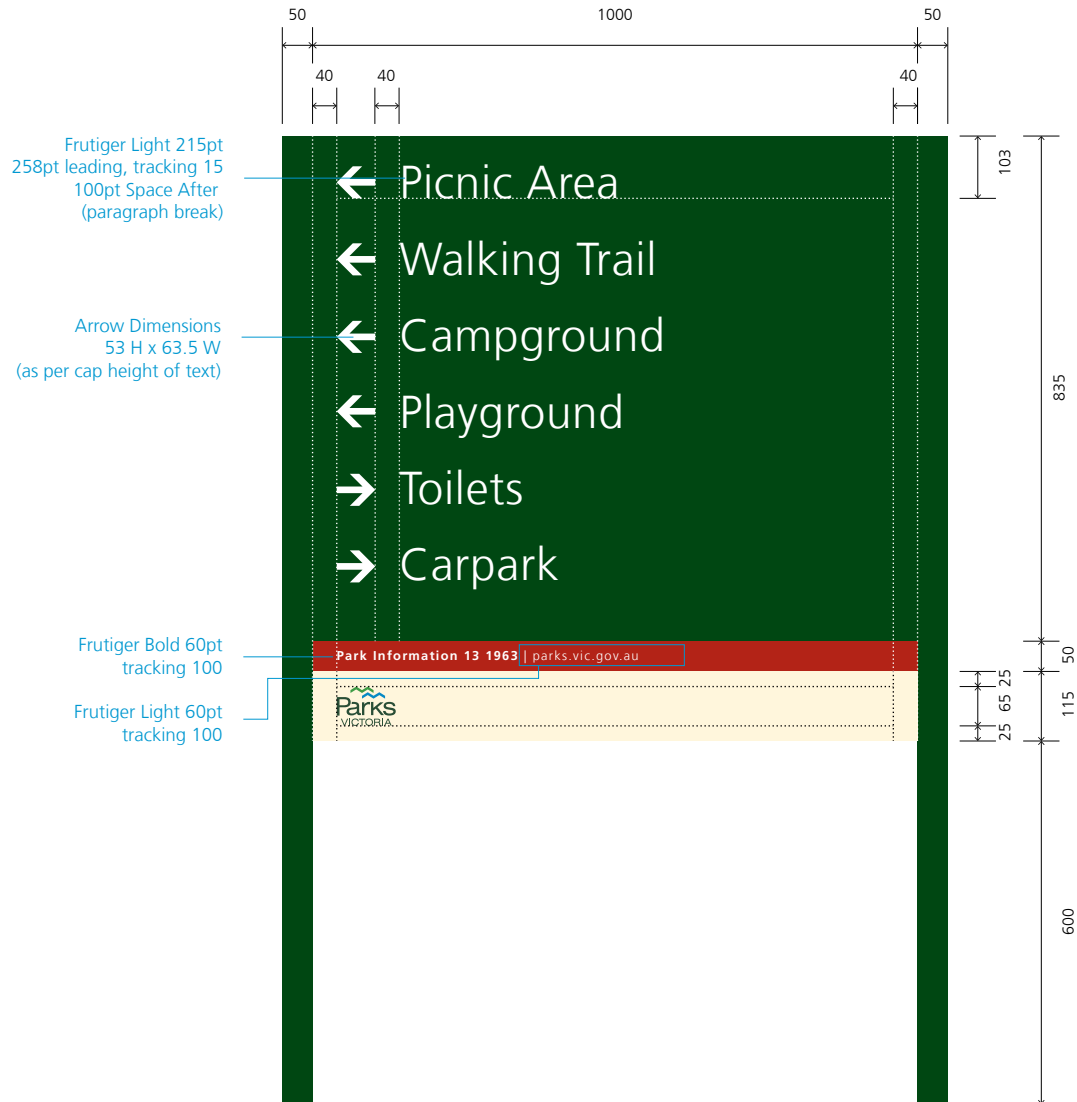 50 1000 50
40 40 40
Frutiger Light 215pt
258pt leading, tracking 15
100pt Space After
(paragraph break)
103
Picnic Area
Walking Trail
Arrow Dimensions
53 H x 63.5 W
(as per cap height of text)
Campground
835
Playground
Toilets
Carpark
Frutiger Bold 60pt
tracking 100
Park Information 13 1963 | parks.vic.gov.au
50
25
65
25
115
Frutiger Light 60pt
tracking 100
Parks
VICTORIA
600